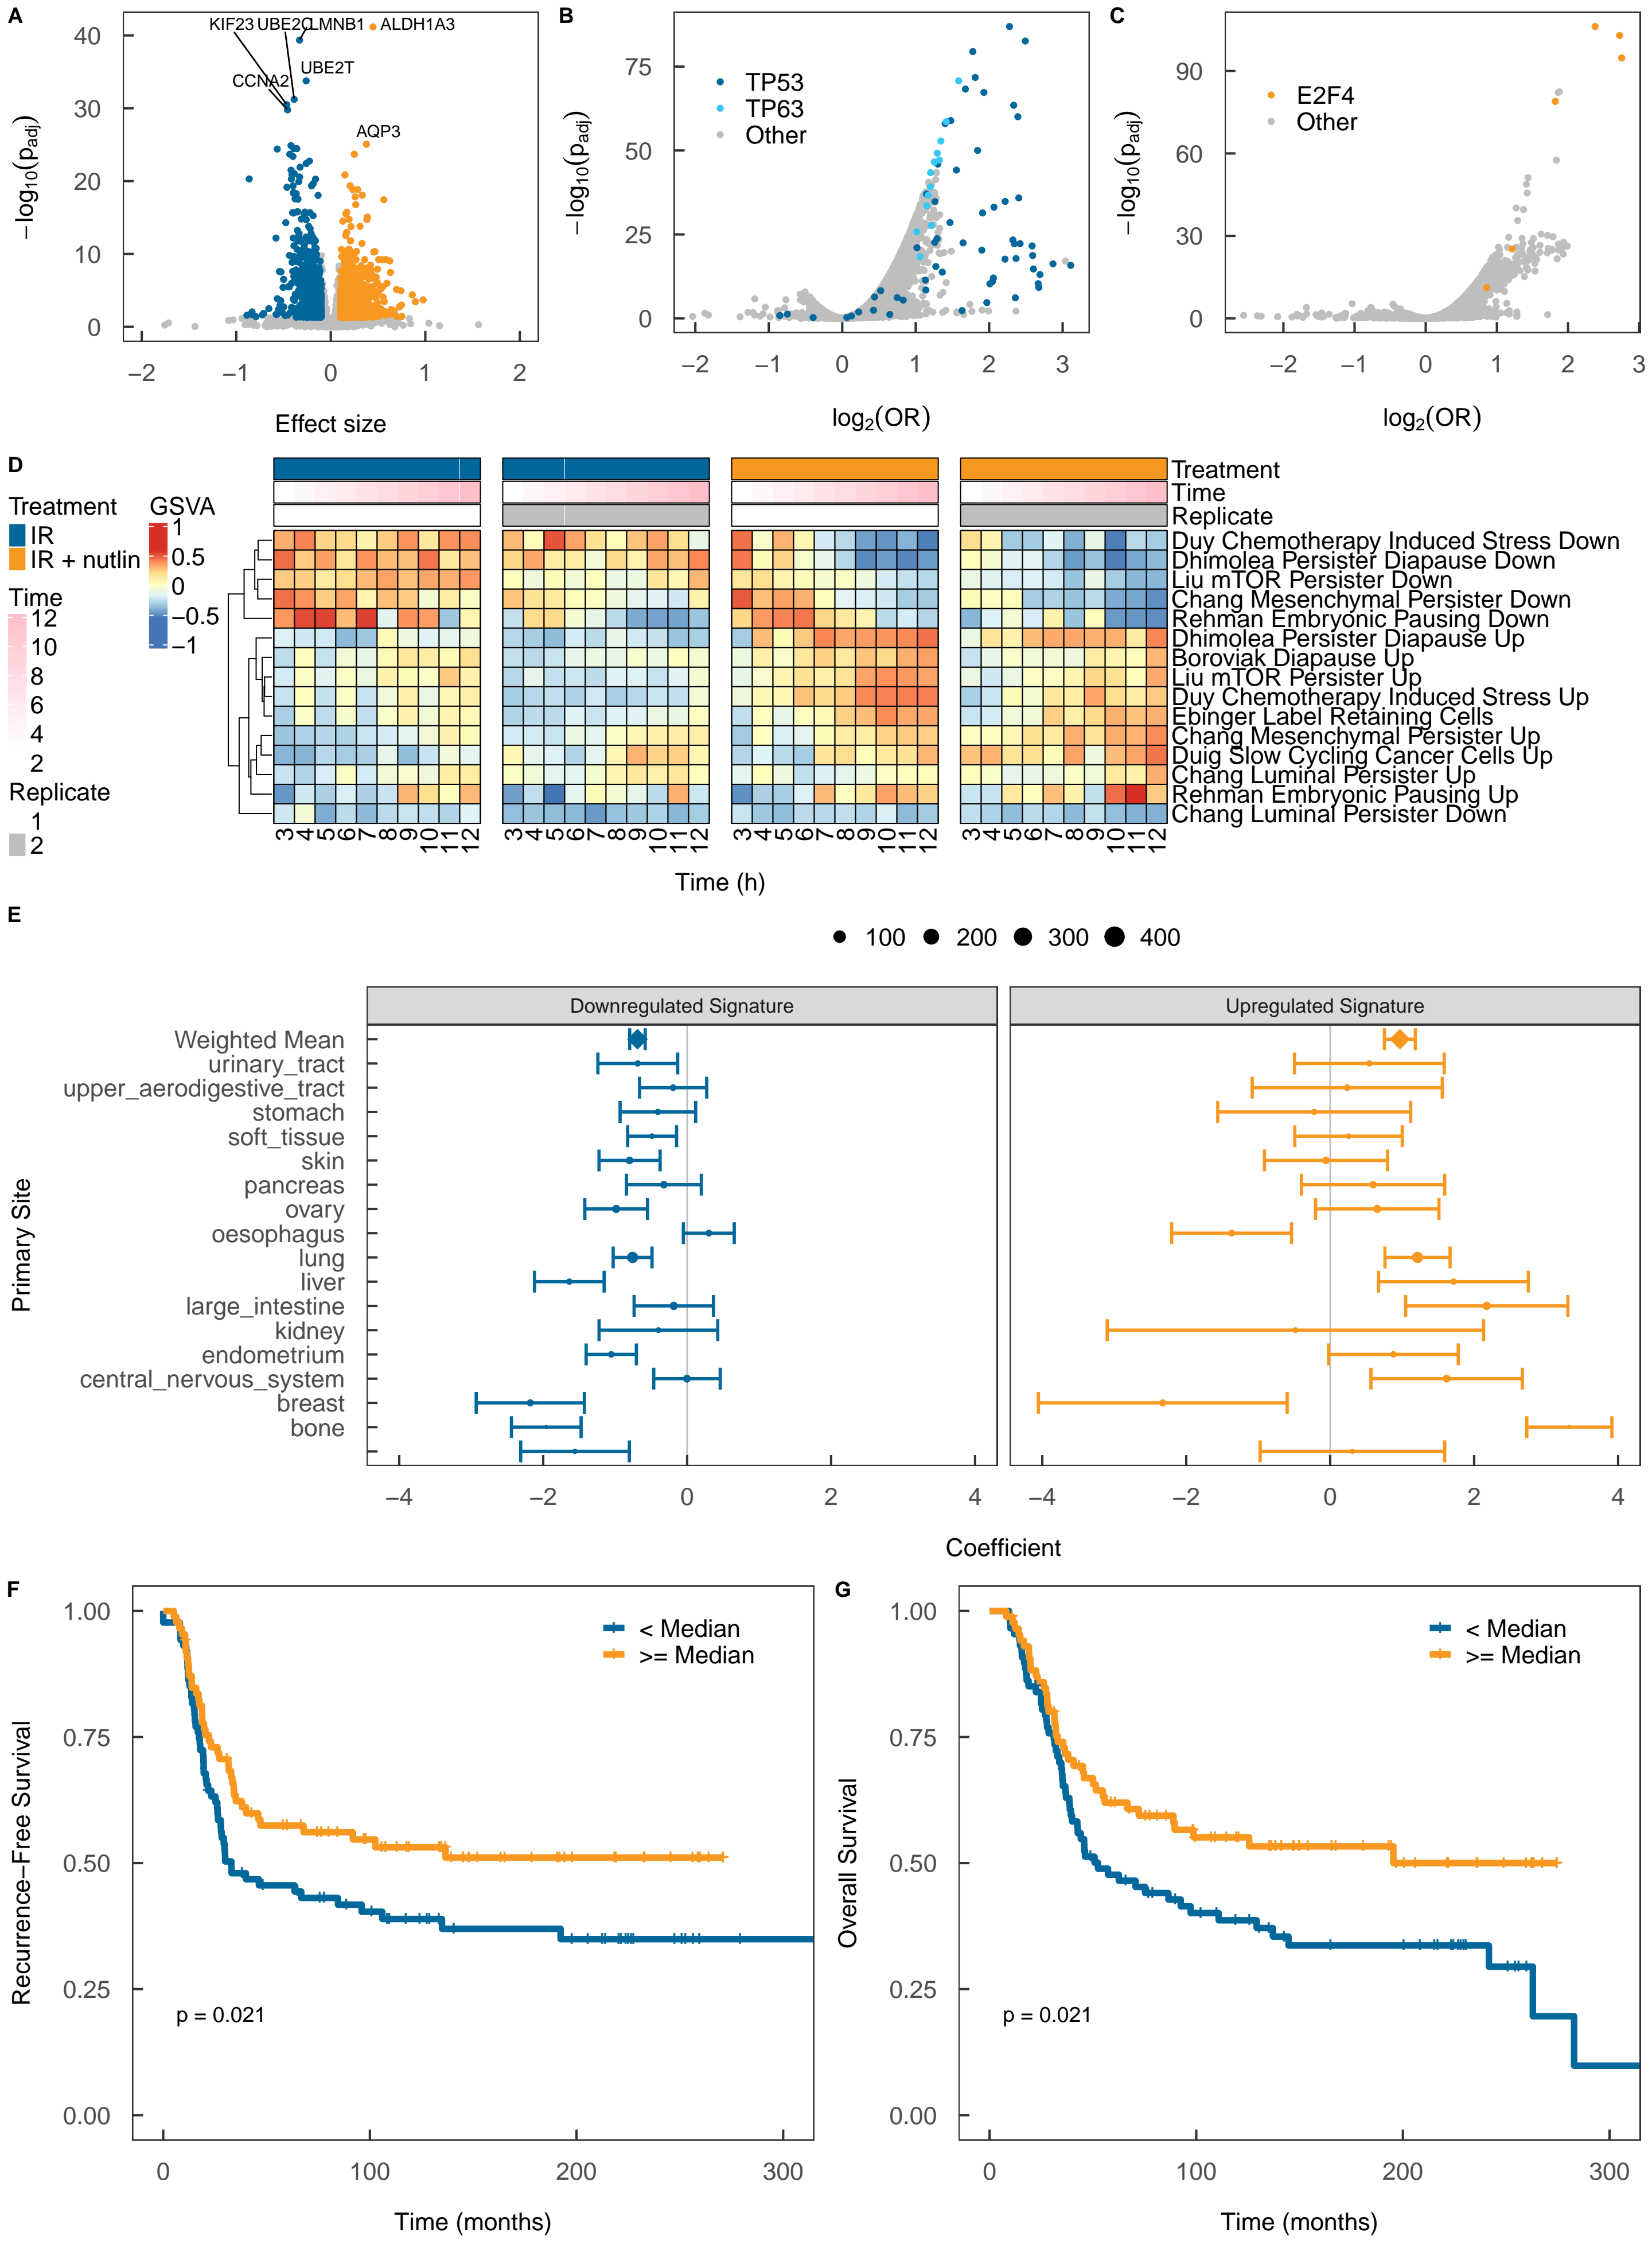 A
KIF23 UBE2C LMNB1 ALDH1A3
UBE2T
CCNA2
AQP3
40
30
20
10
0
−log10(padj)
−2 −1 0 1 2
Effect size
B
TP53
TP63
Other
75
50
25
0
−log10(padj)
−2 −1 0 1 2 3
log2(OR)
C
E2F4
Other
90
60
30
0
−log10(padj)
−2 −1 0 1 2 3
log2(OR)
D
Treatment
IR
IR + nutlin
Time
12
10
8
6
4
2
Replicate
1
2
GSVA
1
0.5
0
−0.5
−1
Treatment
Time
Replicate
Duy Chemotherapy Induced Stress Down
Dhimolea Persister Diapause Down
Liu mTOR Persister Down
Chang Mesenchymal Persister Down
Rehman Embryonic Pausing Down
Dhimolea Persister Diapause Up
Boroviak Diapause Up
Liu mTOR Persister Up
Duy Chemotherapy Induced Stress Up
Ebinger Label Retaining Cells
Chang Mesenchymal Persister Up
Duig Slow Cycling Cancer Cells Up
Chang Luminal Persister Up
Rehman Embryonic Pausing Up
Chang Luminal Persister Down
3 4 5 6 7 8 9 10 11 12 3 4 5 6 7 8 9 10 11 12 3 4 5 6 7 8 9 10 11 12 3 4 5 6 7 8 9 10 11 12
Time (h)
E
100 200 300 400
Downregulated Signature Upregulated Signature
Primary Site
Weighted Mean
urinary_tract
upper_aerodigestive_tract
stomach
soft_tissue
skin
pancreas
ovary
oesophagus
lung
liver
large_intestine
kidney
endometrium
central_nervous_system
breast
bone
−4 −2 0 2 4 −4 −2 0 2 4
Coefficient
F
< Median
>= Median
1.00
0.75
0.50
0.25
0.00
Recurrence−Free Survival
p = 0.021
0 100 200 300
Time (months)
G
< Median
>= Median
1.00
0.75
0.50
0.25
0.00
Overall Survival
p = 0.021
0 100 200 300
Time (months)